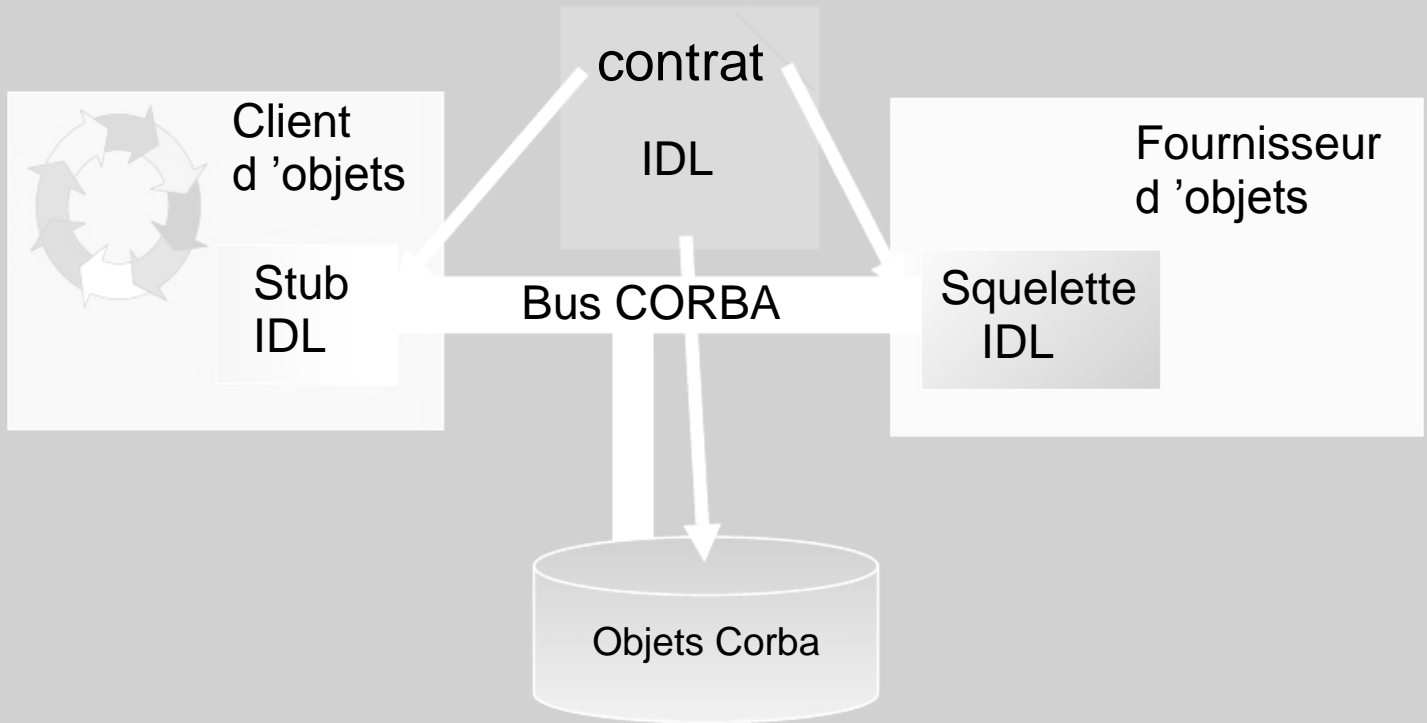 contrat
IDL
Client
d ’objets
Fournisseur
d ’objets
Stub
IDL
Bus CORBA
Squelette
IDL
Objets Corba